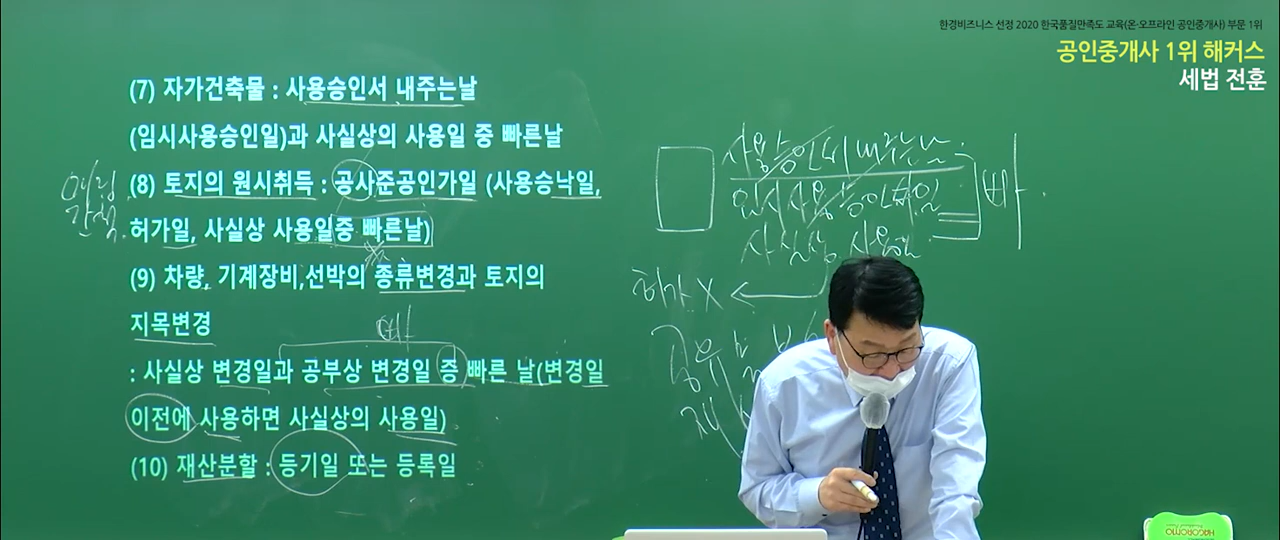 한경비즈니스 선정 2020 한국품질만족도 교육(온·오프라인 공인중개사) 부문 1위
공인중개사 1위 해커스
세법 전훈
(7) 자가건축물 : 사용승인서 내주는날
(임시사용승인일)과 사실상의 사용일 중 빠른날
(8) 토지의 원시취득 : 공사준공인가일 (사용승낙일,
허가일, 사실상 사용일중 빠른날)
(9) 차량, 기계장비,선박의 종류변경과 토지의
지목변경
: 사실상 변경일과 공부상 변경일 중 빠른 날(변경일
이전에 사용하면 사실상의 사용일)
(10) 재산분할 : 등기일 또는 등록일
매립
간척
빠
사용승인서 내주는날
임시사용승인일
사실상 사용일
빠
허가 X
HAGOROMO